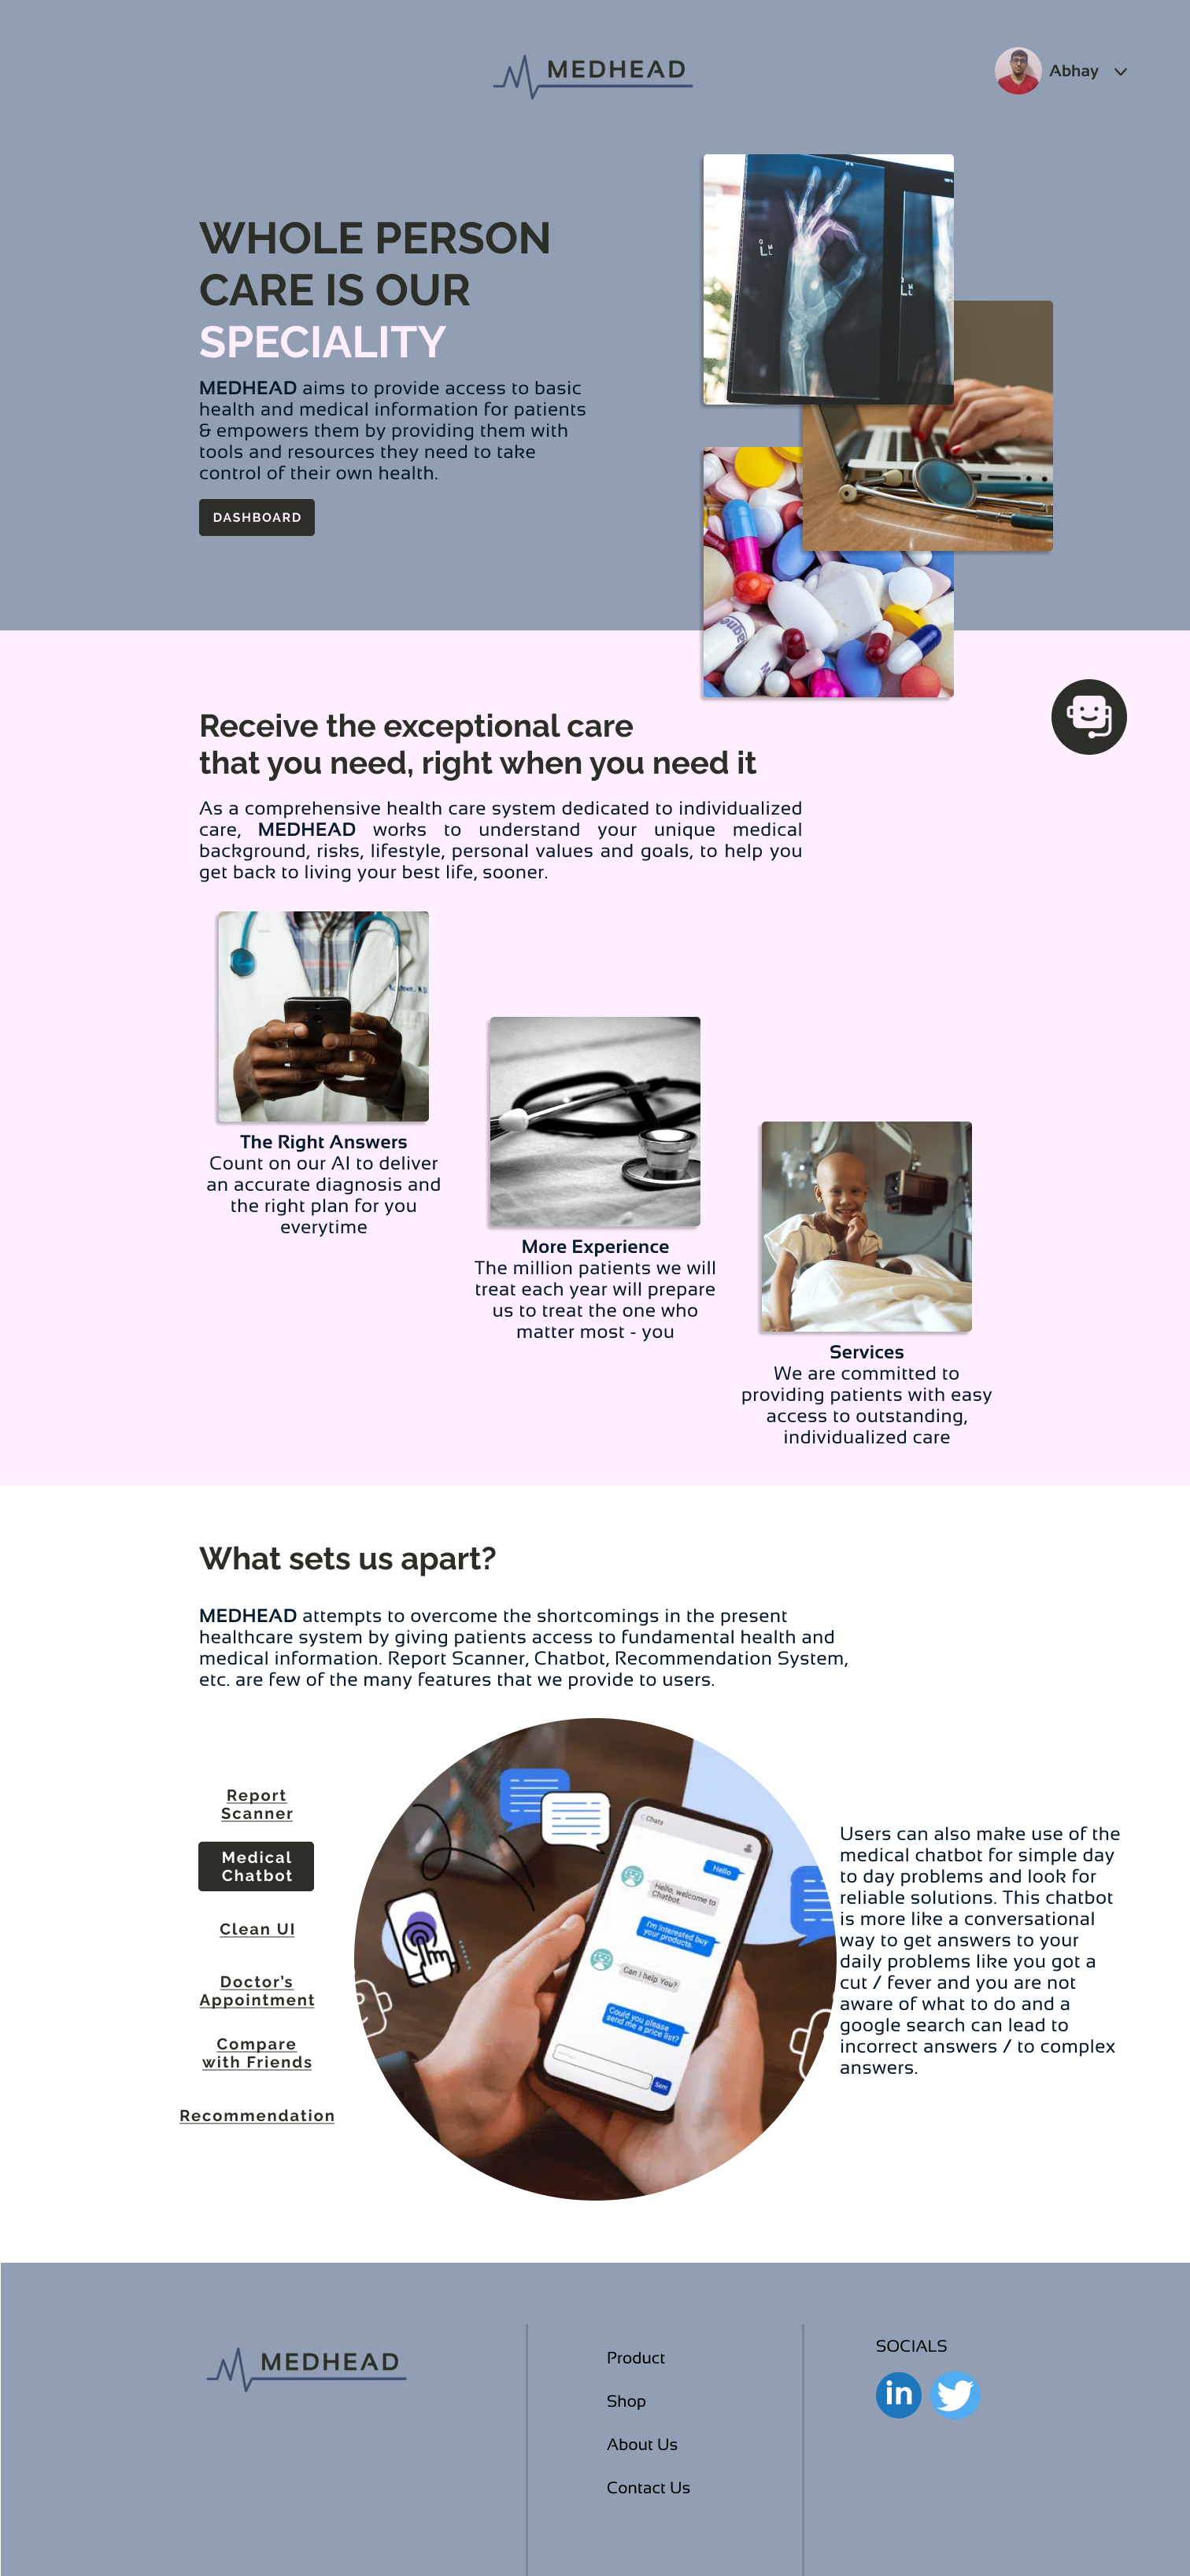 MEDHEAD
Abhay
WHOLE PERSON
CARE IS OUR
SPECIALITY
MEDHEAD aims to provide access to basic
health and medical information for patients
& empowers them by providing them with
tools and resources they need to take
control of their own health.
DASHBOARD
Receive the exceptional care
that you need, right when you need it
As a comprehensive health care system dedicated to individualized
care, MEDHEAD works to understand your unique medical
background, risks, lifestyle, personal values and goals, to help you
get back to living your best life, sooner.
The Right Answers
Count on our AI to deliver
an accurate diagnosis and
the right plan for you
everytime
More Experience
The million patients we will
treat each year will prepare
us to treat the one who
matter most - you
Services
We are committed to
providing patients with easy
access to outstanding,
individualized care
What sets us apart?
MEDHEAD attempts to overcome the shortcomings in the present
healthcare system by giving patients access to fundamental health and
medical information. Report Scanner, Chatbot, Recommendation System,
etc. are few of the many features that we provide to users.
Report
Scanner
Medical
Chatbot
Clean UI
Doctor's
Appointment
Compare
with Friends
Recommendation
Chats
Hello
Hello, welcome to
Chatbot.
I'm interested buy
your products.
Can I help You?
Could you please
send me a price list?
Sent
Users can also make use of the
medical chatbot for simple day
to day problems and look for
reliable solutions. This chatbot
is more like a conversational
way to get answers to your
daily problems like you got a
cut / fever and you are not
aware of what to do and a
google search can lead to
incorrect answers / to complex
answers.
MEDHEAD
Product
Shop
About Us
Contact Us
SOCIALS
in